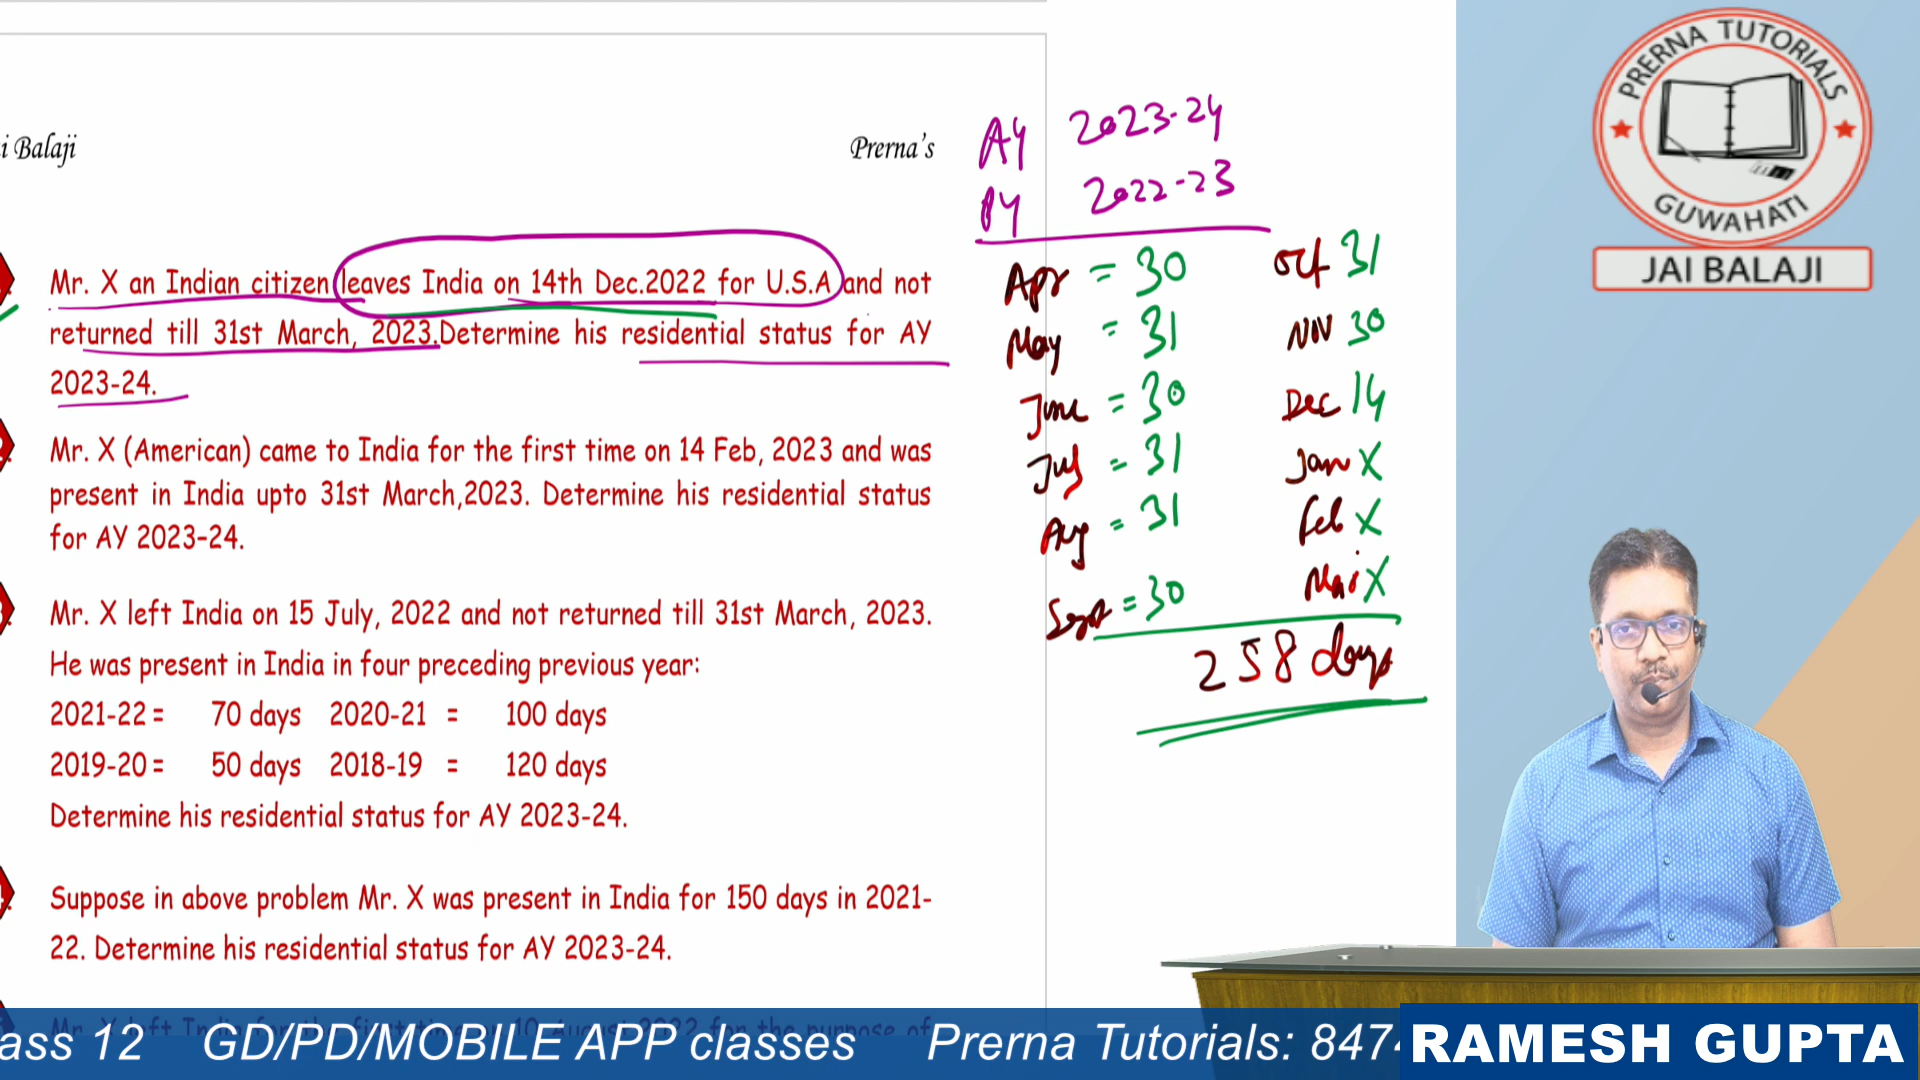 i Balaji
Prerna's
Mr. X an Indian citizen leaves India on 14th Dec.2022 for U.S.A and not
returned till 31st March, 2023.Determine his residential status for AY
2023-24.
Mr. X (American) came to India for the first time on 14 Feb, 2023 and was
present in India upto 31st March,2023. Determine his residential status
for AY 2023-24.
Mr. X left India on 15 July, 2022 and not returned till 31st March, 2023.
He was present in India in four preceding previous year:
2021-22 = 70 days 2020-21 = 100 days
2019-20 = 50 days 2018-19 = 120 days
Determine his residential status for AY 2023-24.
Suppose in above problem Mr. X was present in India for 150 days in 2021-
22. Determine his residential status for AY 2023-24.
AY 2023-24
PY 2022-23
Apr = 30
May = 31
June = 30
July = 31
Aug = 31
Sept = 30
Oct 31
Nov 30
Dec 14
Jan X
Feb X
Mar X
258 days
PRERNA TUTORIALS
GUWAHATI
JAI BALAJI
ass 12 GD/PD/MOBILE APP classes Prerna Tutorials: 847
RAMESH GUPTA